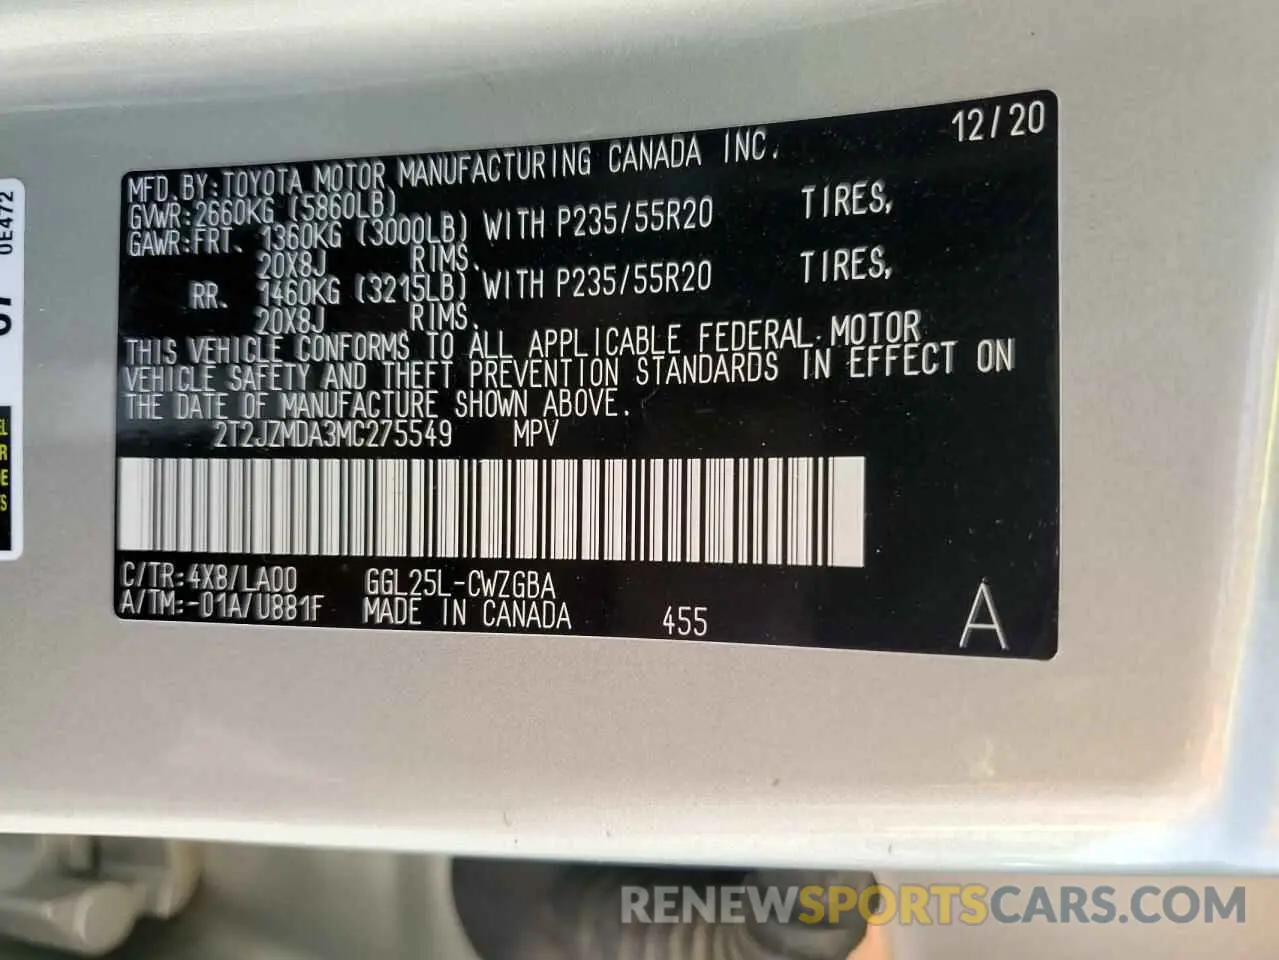 12/20
MFD. BY: TOYOTA MOTOR MANUFACTURING CANADA INC.
GVWR: 2660KG (5860LB)
GAWR: FRT. 1360KG (3000LB) WITH P235/55R20 TIRES,
20X8J RIMS.
RR. 1460KG (3215LB) WITH P235/55R20 TIRES,
20X8J RIMS.
THIS VEHICLE CONFORMS TO ALL APPLICABLE FEDERAL MOTOR
VEHICLE SAFETY AND THEFT PREVENTION STANDARDS IN EFFECT ON
THE DATE OF MANUFACTURE SHOWN ABOVE.
2T2JZMDA3MC275549 MPV
C/TR: 4X8/LA00 GGL25L-CWZGBA
A/TM:-01A/U881F MADE IN CANADA 455 A
0E472
RENEWSPORTSCARS.COM